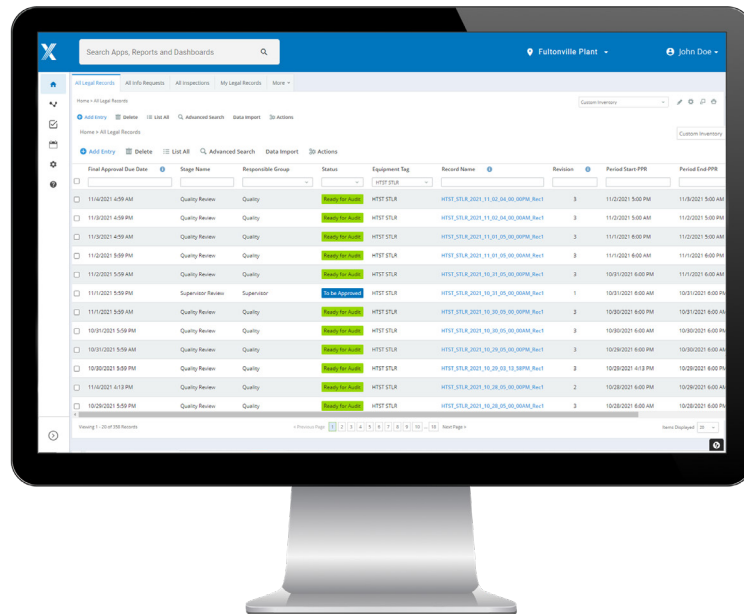 X Search Apps, Reports and Dashboards Fultonville Plant John Doe
All Legal Records All Info Requests All Inspections My Legal Records More
Home > All Legal Records Custom Inventory
Add Entry Delete List All Advanced Search Data Import Actions
Home > All Legal Records Custom Inventory
Add Entry Delete List All Advanced Search Data Import Actions
Final Approval Due Date Stage Name Responsible Group Status Equipment Tag Record Name Revision Period Start-PPR Period End-PPR
HTST STLR
11/4/2021 4:59 AM Quality Review Quality Ready for Audit HTST STLR HTST_STLR_2021_11_02_04_00_00PM_Rec1 3 11/2/2021 5:00 PM 11/3/2021 5:00 AM
11/3/2021 4:59 PM Quality Review Quality Ready for Audit HTST STLR HTST_STLR_2021_11_02_04_00_00AM_Rec1 3 11/2/2021 5:00 AM 11/2/2021 5:00 PM
11/3/2021 4:59 AM Quality Review Quality Ready for Audit HTST STLR HTST_STLR_2021_11_01_05_00_00PM_Rec1 3 11/1/2021 6:00 PM 11/2/2021 5:00 AM
11/2/2021 5:59 PM Quality Review Quality Ready for Audit HTST STLR HTST_STLR_2021_11_01_05_00_00AM_Rec1 3 11/1/2021 6:00 AM 11/1/2021 6:00 PM
11/2/2021 5:59 AM Quality Review Quality Ready for Audit HTST STLR HTST_STLR_2021_10_31_05_00_00PM_Rec1 3 10/31/2021 6:00 PM 11/1/2021 6:00 AM
11/1/2021 5:59 PM Supervisor Review Supervisor To be Approved HTST STLR HTST_STLR_2021_10_31_05_00_00AM_Rec1 1 10/31/2021 6:00 AM 10/31/2021 6:00 PM
11/1/2021 5:59 AM Quality Review Quality Ready for Audit HTST STLR HTST_STLR_2021_10_30_05_00_00PM_Rec1 3 10/30/2021 6:00 PM 10/31/2021 6:00 AM
10/31/2021 5:59 PM Quality Review Quality Ready for Audit HTST STLR HTST_STLR_2021_10_30_05_00_00AM_Rec1 3 10/30/2021 6:00 AM 10/30/2021 6:00 PM
10/31/2021 5:59 AM Quality Review Quality Ready for Audit HTST STLR HTST_STLR_2021_10_29_05_00_00PM_Rec1 3 10/29/2021 6:00 PM 10/30/2021 6:00 AM
10/30/2021 5:59 PM Quality Review Quality Ready for Audit HTST STLR HTST_STLR_2021_10_29_03_13_58PM_Rec1 3 10/29/2021 4:13 PM 10/29/2021 6:00 PM
11/4/2021 4:13 PM Quality Review Quality Ready for Audit HTST STLR HTST_STLR_2021_10_28_05_00_00PM_Rec1 2 10/28/2021 6:00 PM 10/29/2021 6:00 AM
10/29/2021 5:59 PM Quality Review Quality Ready for Audit HTST STLR HTST_STLR_2021_10_28_05_00_00AM_Rec1 3 10/28/2021 6:00 AM 10/28/2021 6:00 PM
Viewing 1 - 20 of 358 Records < Previous Page 1 2 3 4 5 6 7 8 9 10 ... 18 Next Page > Items Displayed 20